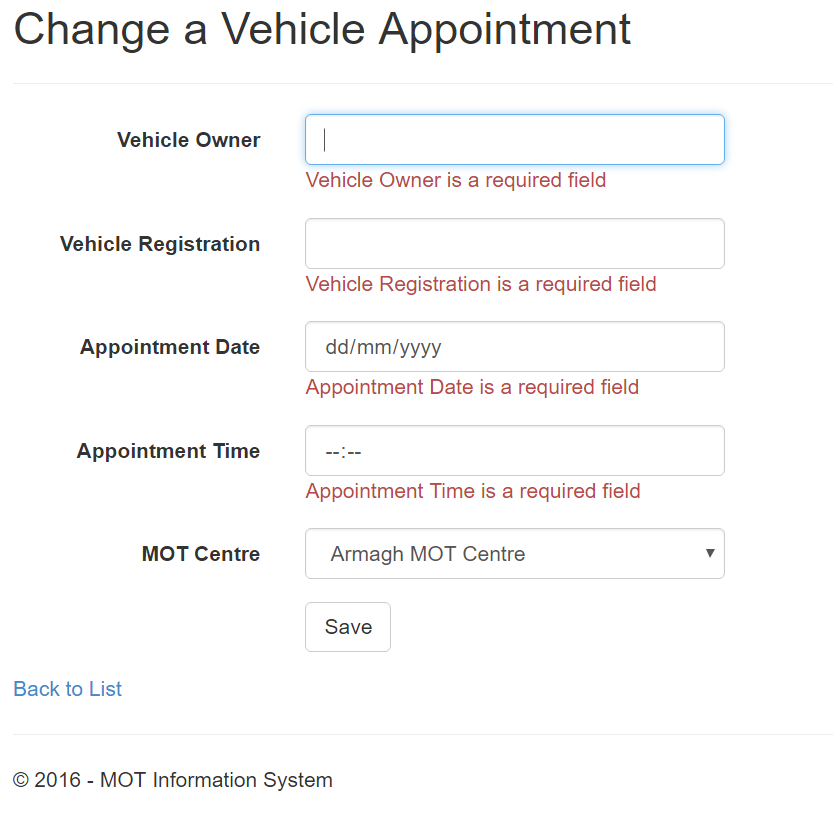 Change a Vehicle Appointment
Vehicle Owner
Vehicle Owner is a required field
Vehicle Registration
Vehicle Registration is a required field
Appointment Date dd/mm/yyyy
Appointment Date is a required field
Appointment Time --:--
Appointment Time is a required field
MOT Centre Armagh MOT Centre
Save
Back to List
© 2016 - MOT Information System